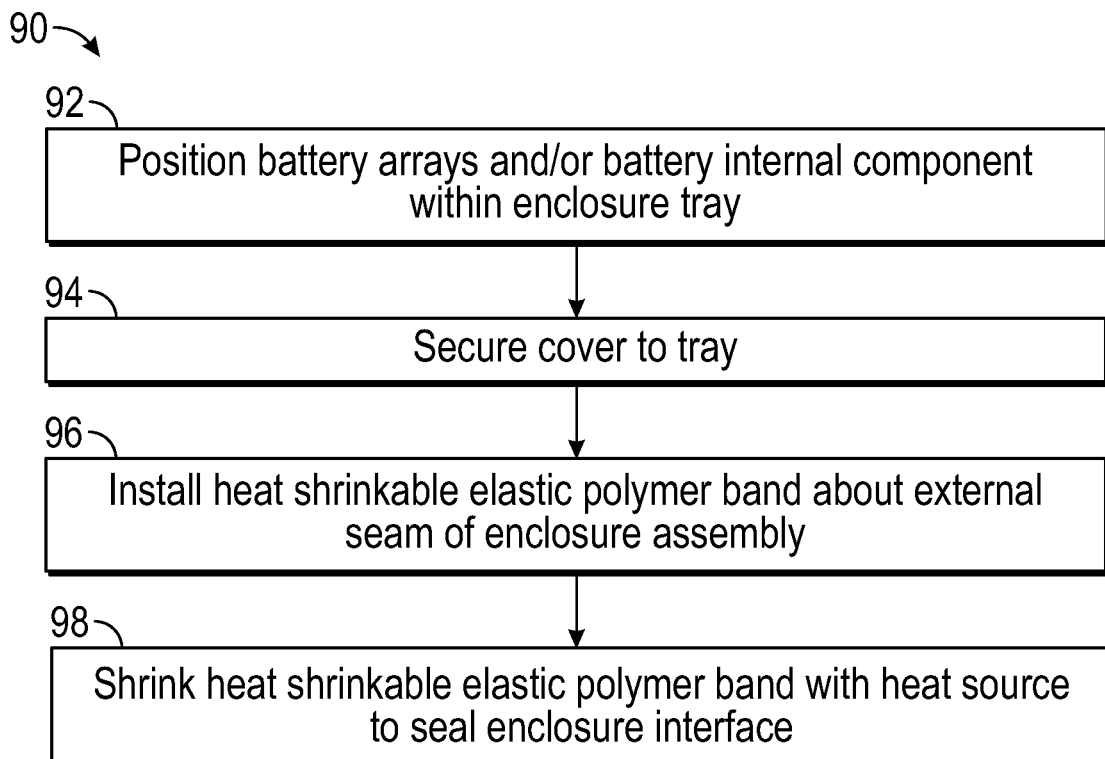 90
92
Position battery arrays and/or battery internal component
within enclosure tray
94
Secure cover to tray
96
Install heat shrinkable elastic polymer band about external
seam of enclosure assembly
98
Shrink heat shrinkable elastic polymer band with heat source
to seal enclosure interface